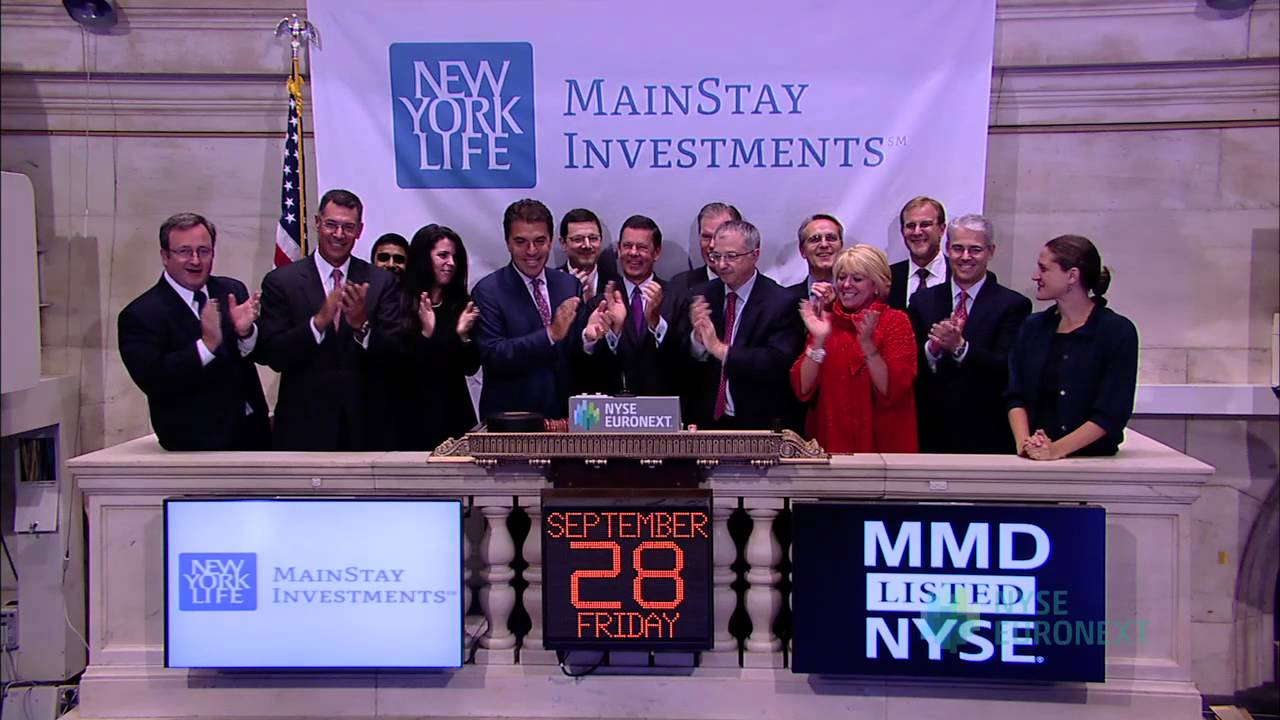 NEW
YORK
LIFE
MAINSTAY
INVESTMENTS℠
NYSE
EURONEXT
SEPTEMBER
28
FRIDAY
NEW
YORK
LIFE
MAINSTAY
INVESTMENTS℠
MMD
LISTED
NYSE®
NYSE
EURONEXT